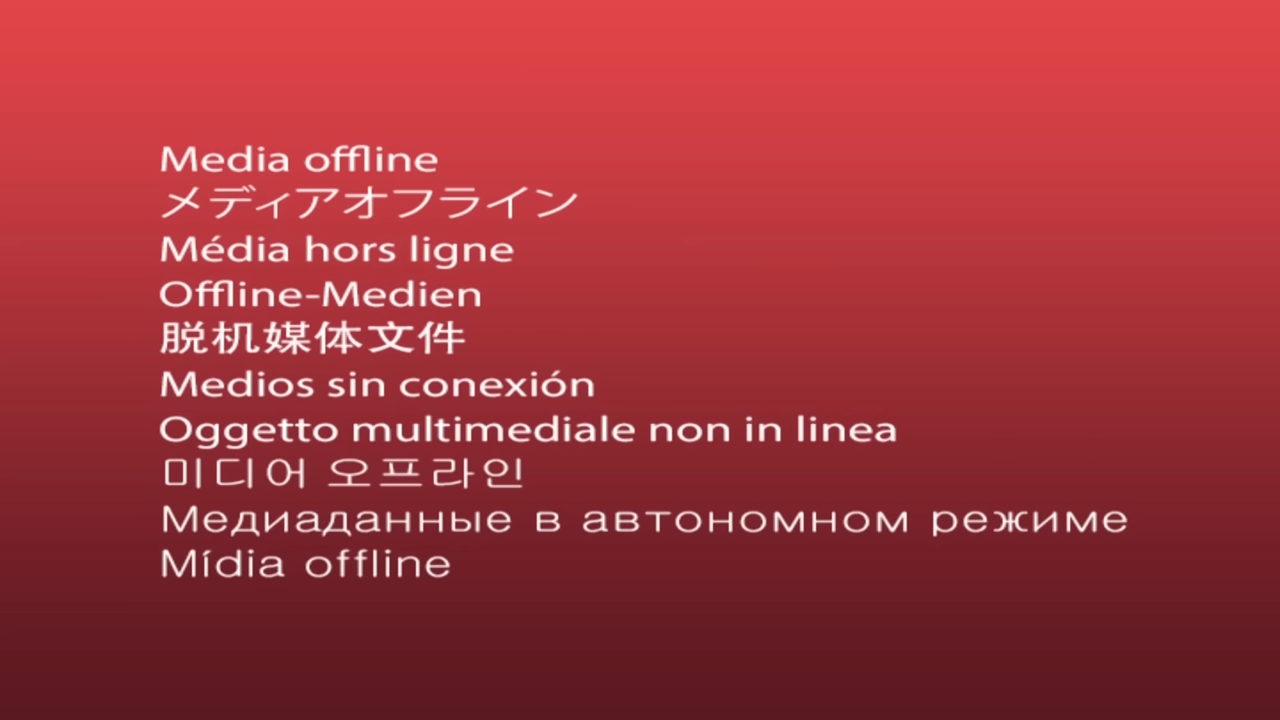 Media offline
メディアオフライン
Média hors ligne
Offline-Medien
脱机媒体文件
Medios sin conexión
Oggetto multimediale non in linea
미디어 오프라인
Медиаданные в автономном режиме
Mídia offline